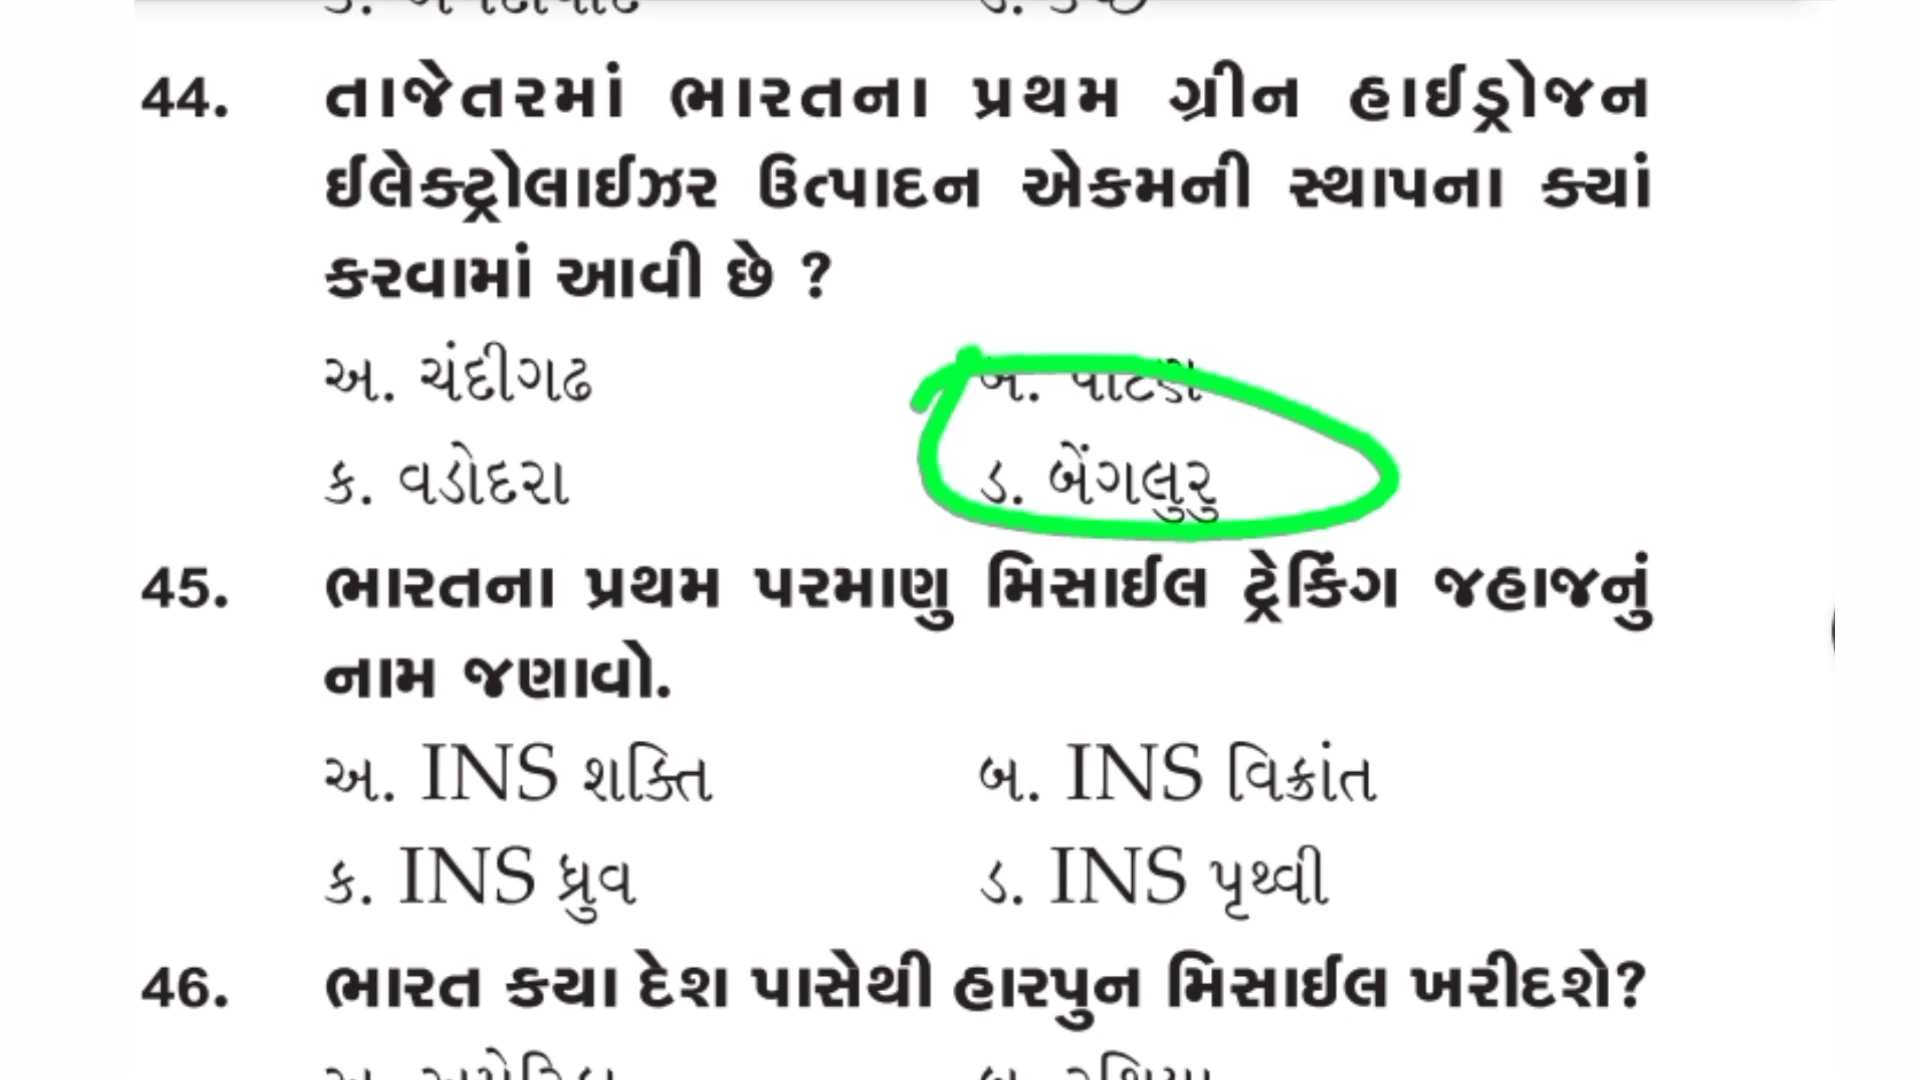 44. તાજેતરમાં ભારતના પ્રથમ ગ્રીન હાઈડ્રોજન
ઈલેક્ટ્રોલાઈઝર ઉત્પાદન એકમની સ્થાપના ક્યાં
કરવામાં આવી છે ?
અ. ચંદીગઢ બ. પાટણ
ક. વડોદરા ડ. બેંગલુરુ
45. ભારતના પ્રથમ પરમાણુ મિસાઈલ ટ્રેકિંગ જહાજનું
નામ જણાવો.
અ. INS શક્તિ બ. INS વિક્રાંત
ક. INS ધ્રુવ ડ. INS પૃથ્વી
46. ભારત કયા દેશ પાસેથી હારપુન મિસાઈલ ખરીદશે?